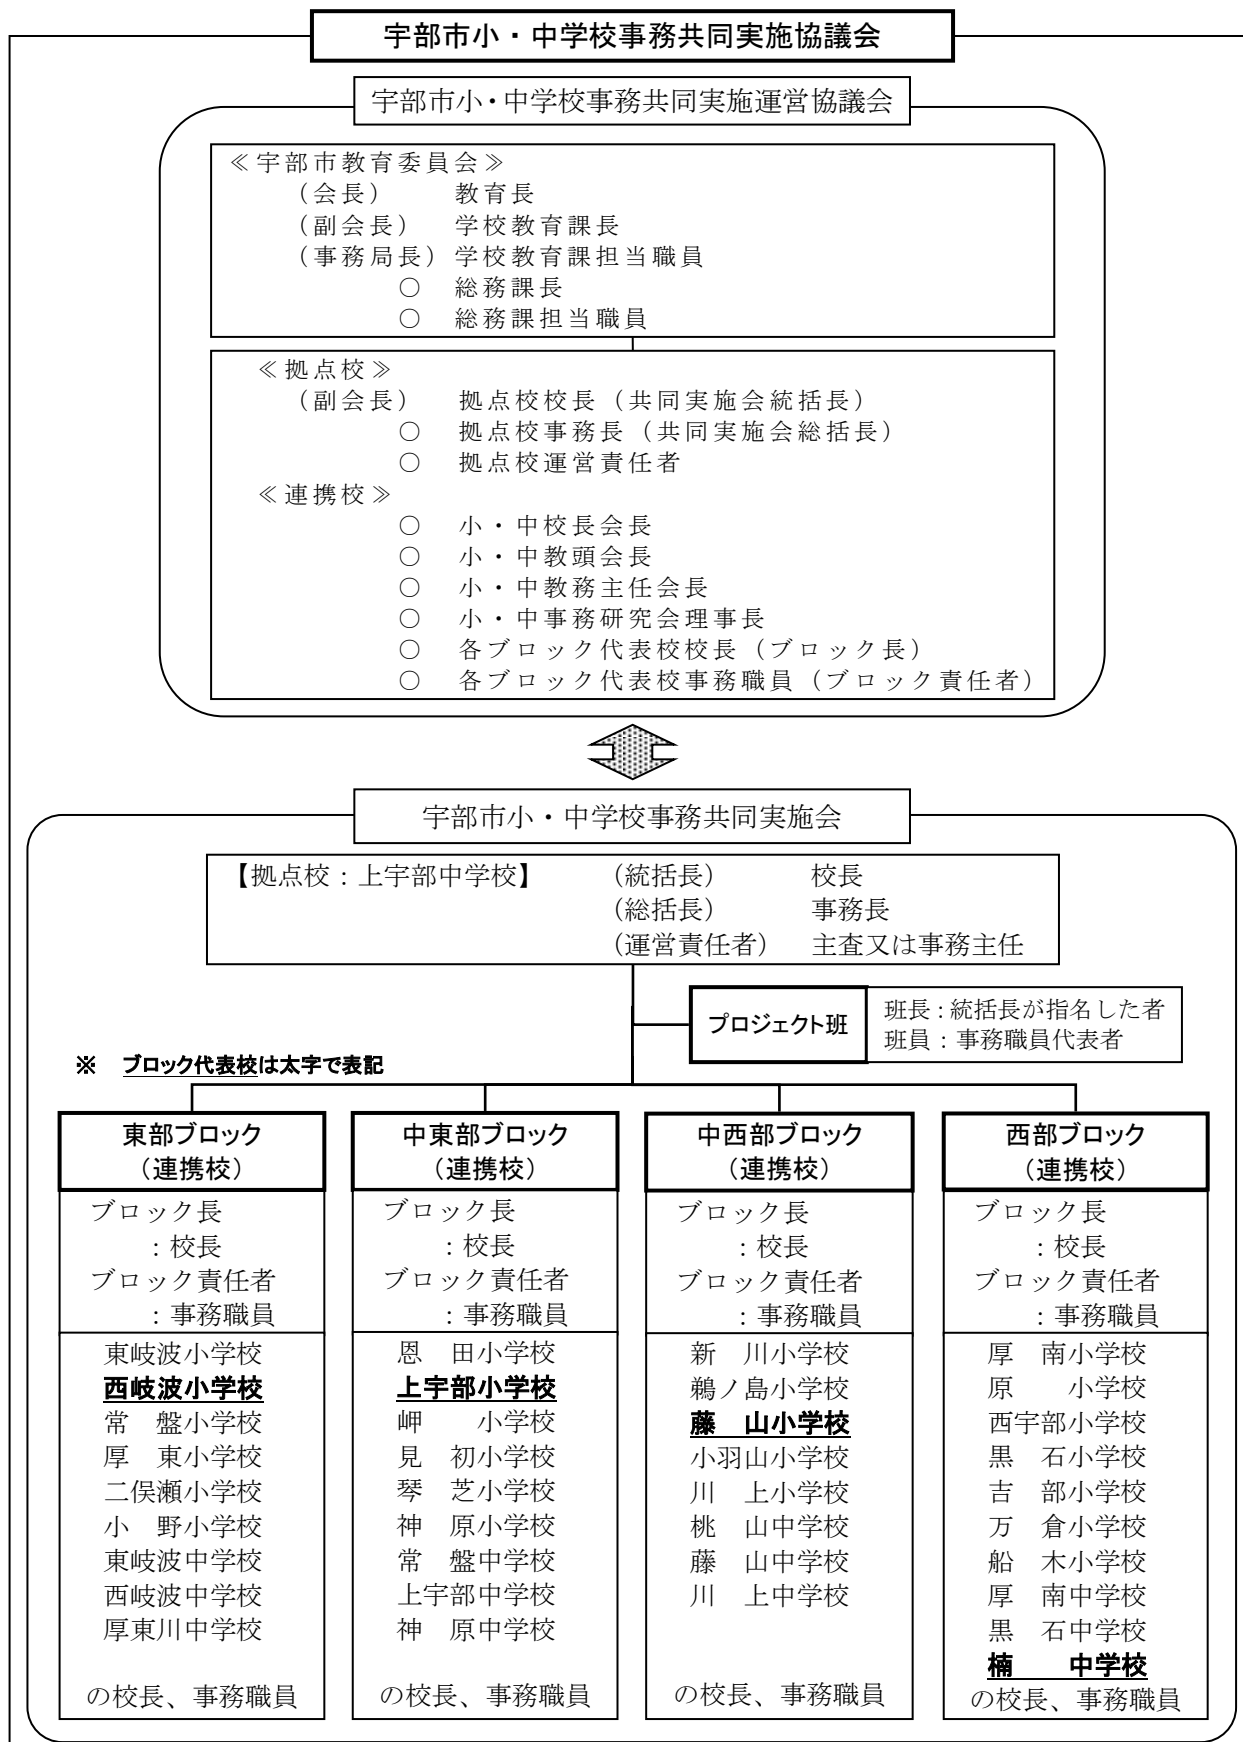 宇部市小・中学校事務共同実施協議会
宇部市小・中学校事務共同実施運営協議会
≪宇部市教育委員会≫
（会長） 教育長
（副会長） 学校教育課長
（事務局長） 学校教育課担当職員
○ 総務課長
○ 総務課担当職員
≪拠点校≫
（副会長） 拠点校校長（共同実施会統括長）
○ 拠点校事務長（共同実施会総括長）
○ 拠点校運営責任者
≪連携校≫
○ 小・中校長会長
○ 小・中教頭会長
○ 小・中教務主任会長
○ 小・中事務研究会理事長
○ 各ブロック代表校校長（ブロック長）
○ 各ブロック代表校事務職員（ブロック責任者）
宇部市小・中学校事務共同実施会
【拠点校：上宇部中学校】 （統括長） 校長
（総括長） 事務長
（運営責任者） 主査又は事務主任
プロジェクト班
班長：統括長が指名した者
班員：事務職員代表者
※ ブロック代表校は太字で表記
東部ブロック
（連携校）
ブロック長
：校長
ブロック責任者
：事務職員
東岐波小学校
西岐波小学校
常　盤小学校
厚　東小学校
二俣瀬小学校
小　野小学校
東岐波中学校
西岐波中学校
厚東川中学校
の校長、事務職員
中東部ブロック
（連携校）
ブロック長
：校長
ブロック責任者
：事務職員
恩　田小学校
上宇部小学校
岬　　小学校
見　初小学校
琴　芝小学校
神　原小学校
常　盤中学校
上宇部中学校
神　原中学校
の校長、事務職員
中西部ブロック
（連携校）
ブロック長
：校長
ブロック責任者
：事務職員
新　川小学校
鵜ノ島小学校
藤　山小学校
小羽山小学校
川　上小学校
桃　山中学校
藤　山中学校
川　上中学校
の校長、事務職員
西部ブロック
（連携校）
ブロック長
：校長
ブロック責任者
：事務職員
厚　南小学校
原　　小学校
西宇部小学校
黒　石小学校
吉　部小学校
万　倉小学校
船　木小学校
厚　南中学校
黒　石中学校
楠　　中学校
の校長、事務職員